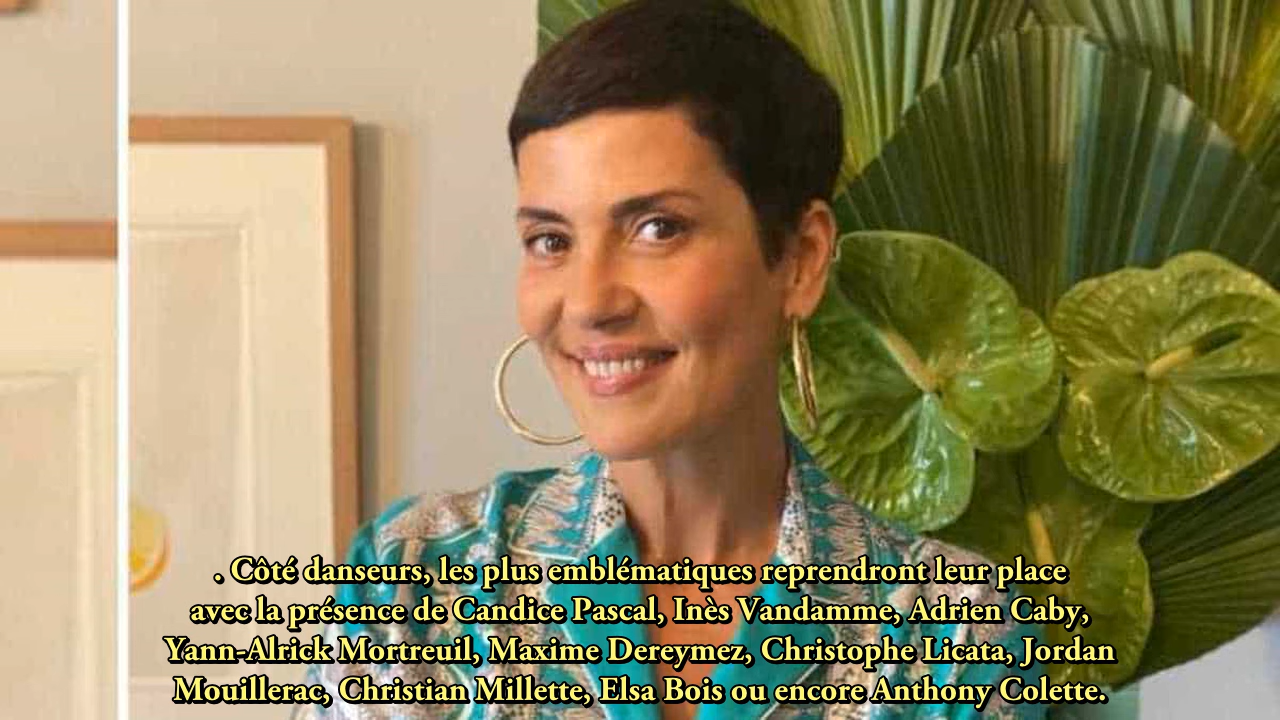 . Côté danseurs, les plus emblématiques reprendront leur place
avec la présence de Candice Pascal, Inès Vandamme, Adrien Caby,
Yann-Alrick Mortreuil, Maxime Dereymez, Christophe Licata, Jordan
Mouillerac, Christian Millette, Elsa Bois ou encore Anthony Colette.